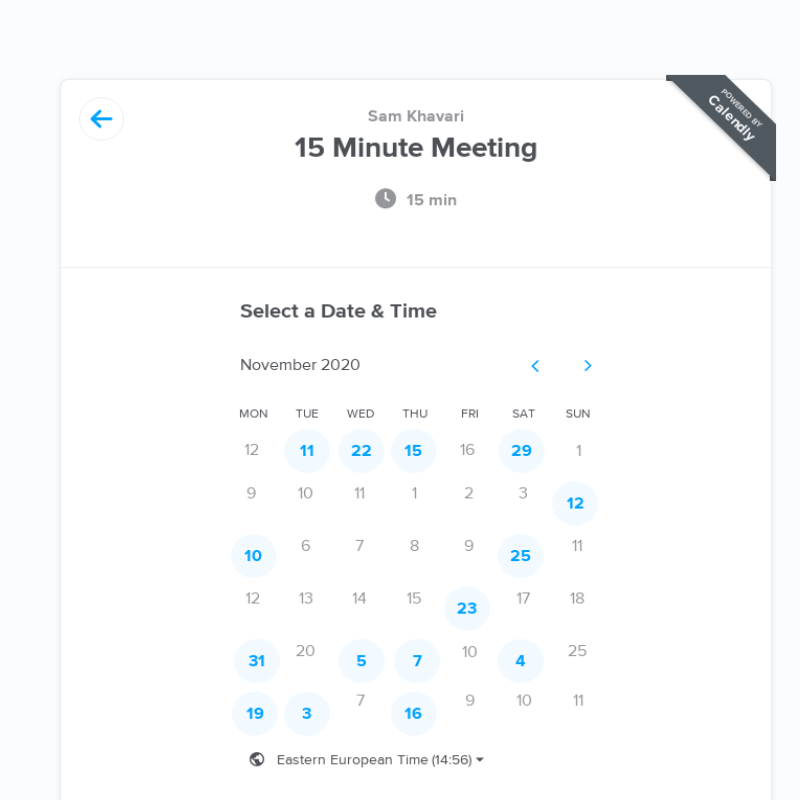 POWERED BY
Calendly
Sam Khavari
15 Minute Meeting
15 min
Select a Date & Time
November 2020
MON TUE WED THU FRI SAT SUN
12 11 22 15 16 29 1
9 10 11 1 2 3 12
10 6 7 8 9 25 11
12 13 14 15 23 17 18
31 20 5 7 10 4 25
19 3 7 16 9 10 11
Eastern European Time (14:56)